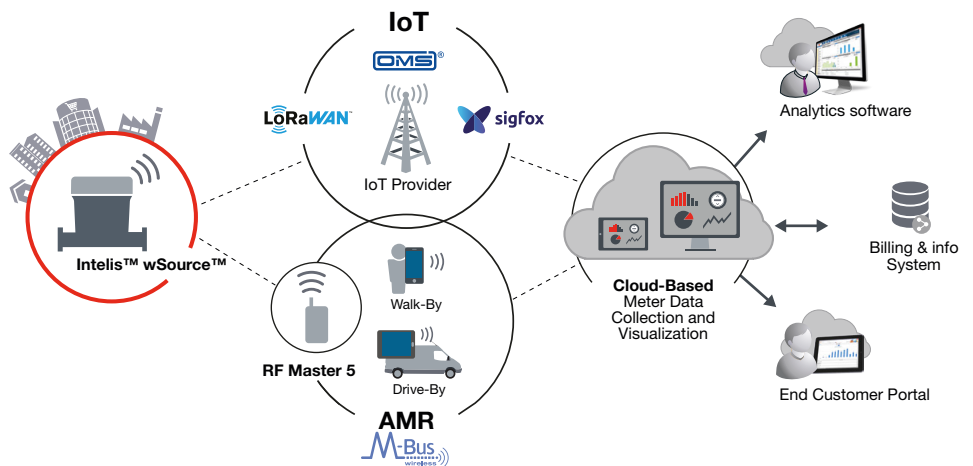 IoT
OMS®
LoRaWAN™
sigfox
IoT Provider
Intelis™ wSource™
RF Master 5
Walk-By
Drive-By
AMR
M-Bus
wireless
Cloud-Based
Meter Data
Collection and
Visualization
Analytics software
Billing & info
System
End Customer Portal